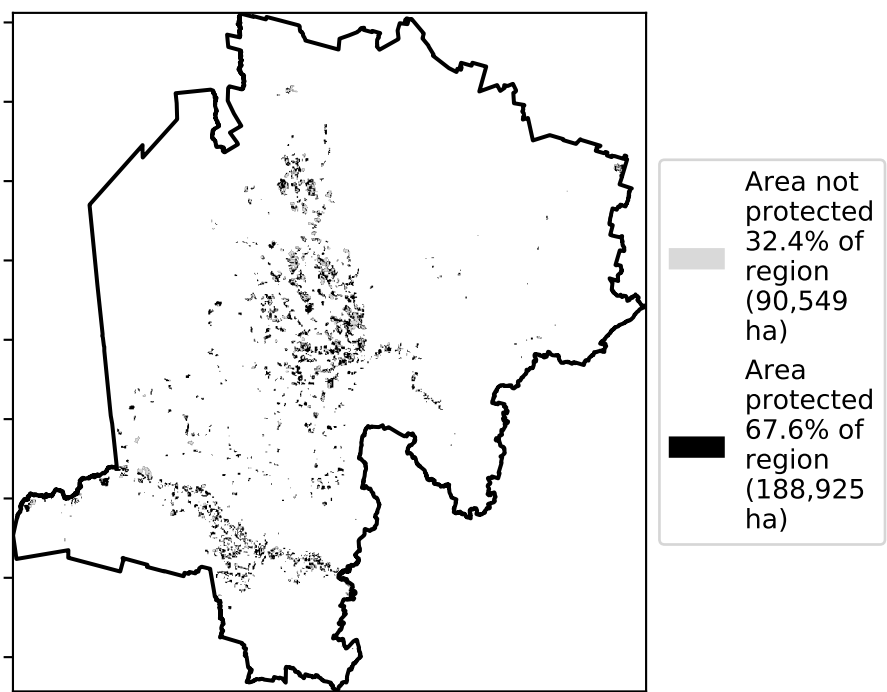 Area not
protected
32.4% of
region
(90,549
ha)
Area
protected
67.6% of
region
(188,925
ha)